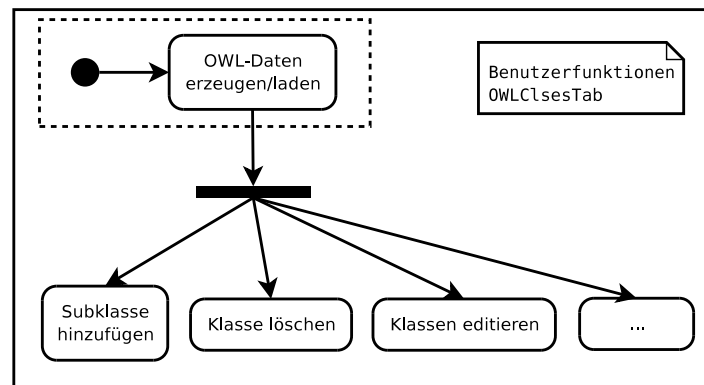 OWL-Daten
erzeugen/laden
Benutzerfunktionen
OWLClsesTab
Subklasse
hinzufügen
Klasse löschen
Klassen editieren
...